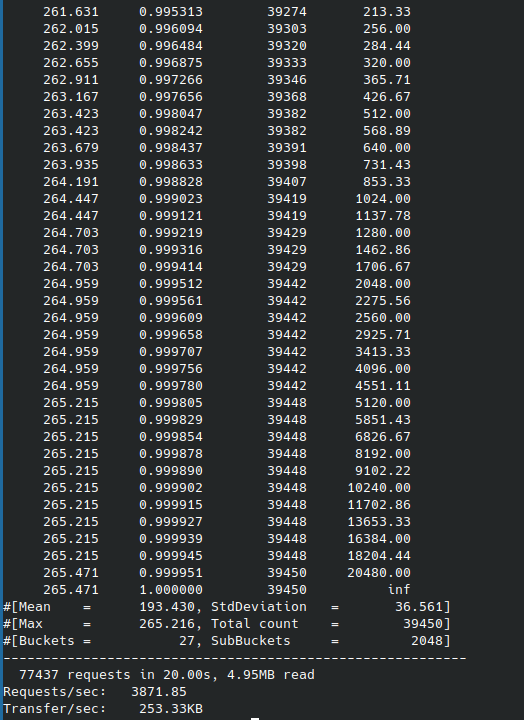 261.631     0.995313        39274       213.33
262.015     0.996094        39303       256.00
262.399     0.996484        39320       284.44
262.655     0.996875        39333       320.00
262.911     0.997266        39346       365.71
263.167     0.997656        39368       426.67
263.423     0.998047        39382       512.00
263.423     0.998242        39382       568.89
263.679     0.998437        39391       640.00
263.935     0.998633        39398       731.43
264.191     0.998828        39407       853.33
264.447     0.999023        39419      1024.00
264.447     0.999121        39419      1137.78
264.703     0.999219        39429      1280.00
264.703     0.999316        39429      1462.86
264.703     0.999414        39429      1706.67
264.959     0.999512        39442      2048.00
264.959     0.999561        39442      2275.56
264.959     0.999609        39442      2560.00
264.959     0.999658        39442      2925.71
264.959     0.999707        39442      3413.33
264.959     0.999756        39442      4096.00
264.959     0.999780        39442      4551.11
265.215     0.999805        39448      5120.00
265.215     0.999829        39448      5851.43
265.215     0.999854        39448      6826.67
265.215     0.999878        39448      8192.00
265.215     0.999890        39448      9102.22
265.215     0.999902        39448     10240.00
265.215     0.999915        39448     11702.86
265.215     0.999927        39448     13653.33
265.215     0.999939        39448     16384.00
265.215     0.999945        39448     18204.44
265.471     0.999951        39450     20480.00
265.471     1.000000        39450          inf
#[Mean    =      193.430, StdDeviation   =       36.561]
#[Max     =      265.216, Total count    =        39450]
#[Buckets =           27, SubBuckets     =         2048]
----------------------------------------------------------
  77437 requests in 20.00s, 4.95MB read
Requests/sec:   3871.85
Transfer/sec:    253.33KB